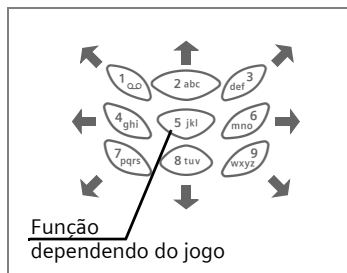 1 2 abc def 3
4 ghi 5 jkl mno 6
7 pqrs 8 tuv wxyz 9
Função
dependendo do jogo